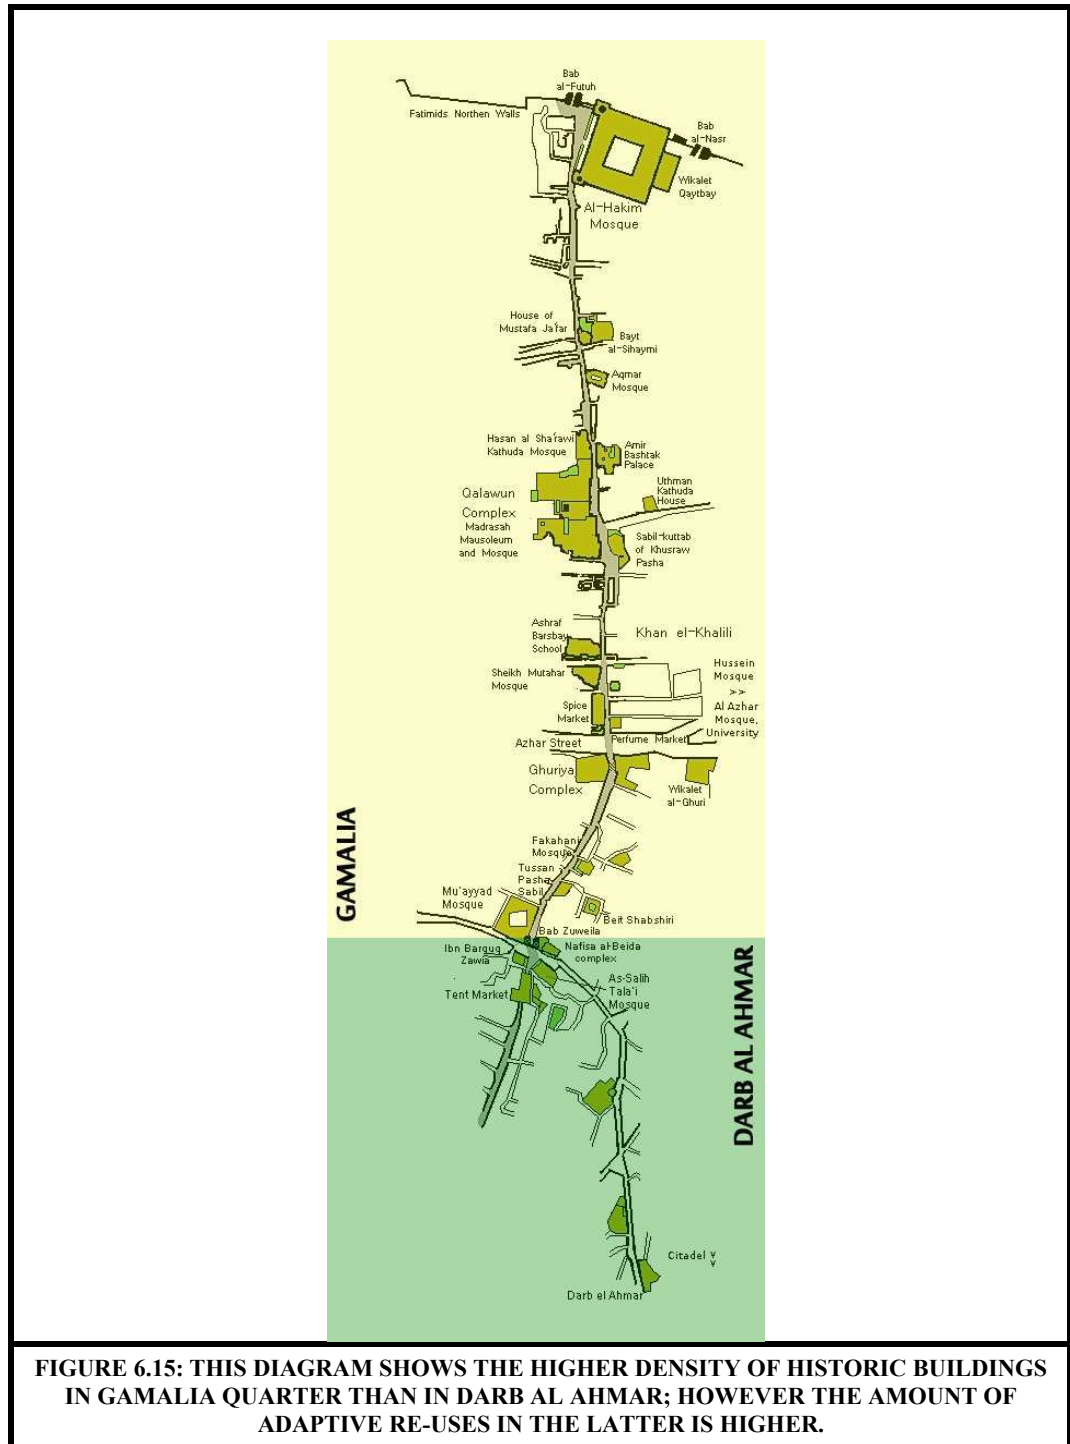 Bab
al-Futuh
Fatimids Northen Walls
Bab
al-Nasr
Wikalet
Qaytbay
Al-Hakim
Mosque
House of
Mustafa Ja'far
Bayt
al-Sihaymi
Aqmar
Mosque
Hasan al Sha'rawi
Kathuda Mosque
Amir
Bashtak
Palace
Qalawun
Complex
Madrasah
Mausoleum
and Mosque
Uthman
Kathuda
House
Sabil-kuttab
of Khusraw
Pasha
Ashraf
Barsbay
School
Khan el-Khalili
Sheikh Mutahar
Mosque
Hussein
Mosque
>>
Al Azhar
Mosque,
University
Spice
Market
Azhar Street
Perfume Market
Ghuriya
Complex
Wikalet
al-Ghuri
GAMALIA
Fakahani
Mosque
Tussan
Pasha
Sabil
Mu'ayyad
Mosque
Beit Shabshiri
Bab Zuweila
Ibn Barquq
Zawia
Nafisa al-Beida
complex
Tent Market
As-Salih
Tala'i
Mosque
DARB AL AHMAR
Citadel
Darb el Ahmar
FIGURE 6.15: THIS DIAGRAM SHOWS THE HIGHER DENSITY OF HISTORIC BUILDINGS
IN GAMALIA QUARTER THAN IN DARB AL AHMAR; HOWEVER THE AMOUNT OF
ADAPTIVE RE-USES IN THE LATTER IS HIGHER.